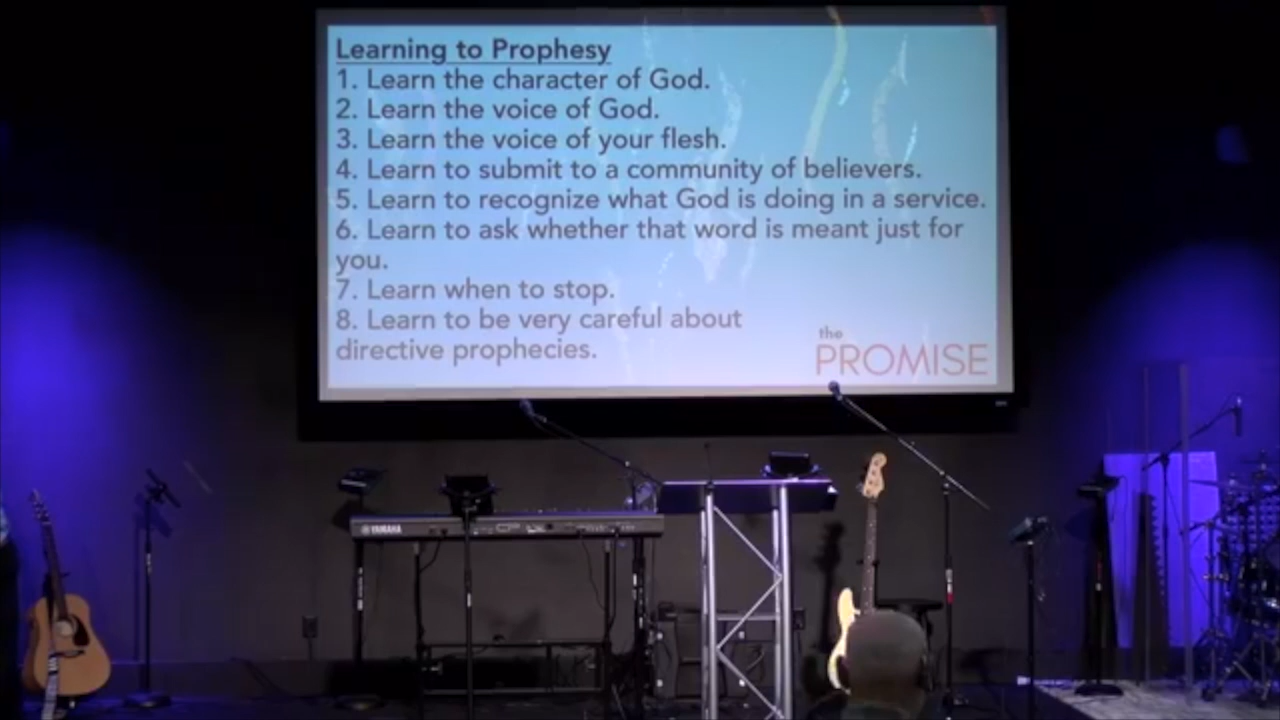 Learning to Prophesy
1. Learn the character of God.
2. Learn the voice of God.
3. Learn the voice of your flesh.
4. Learn to submit to a community of believers.
5. Learn to recognize what God is doing in a service.
6. Learn to ask whether that word is meant just for
you.
7. Learn when to stop.
8. Learn to be very careful about
directive prophecies.
the
PROMISE
YAMAHA